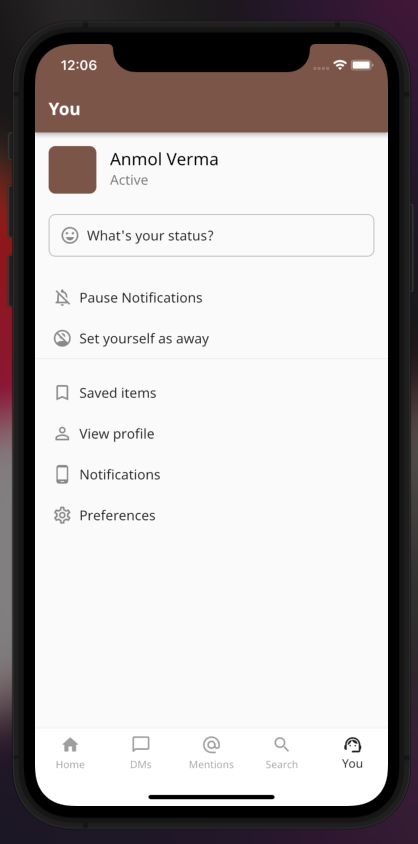 12:06
You
Anmol Verma
Active
What's your status?
Pause Notifications
Set yourself as away
Saved items
View profile
Notifications
Preferences
Home DMs Mentions Search You